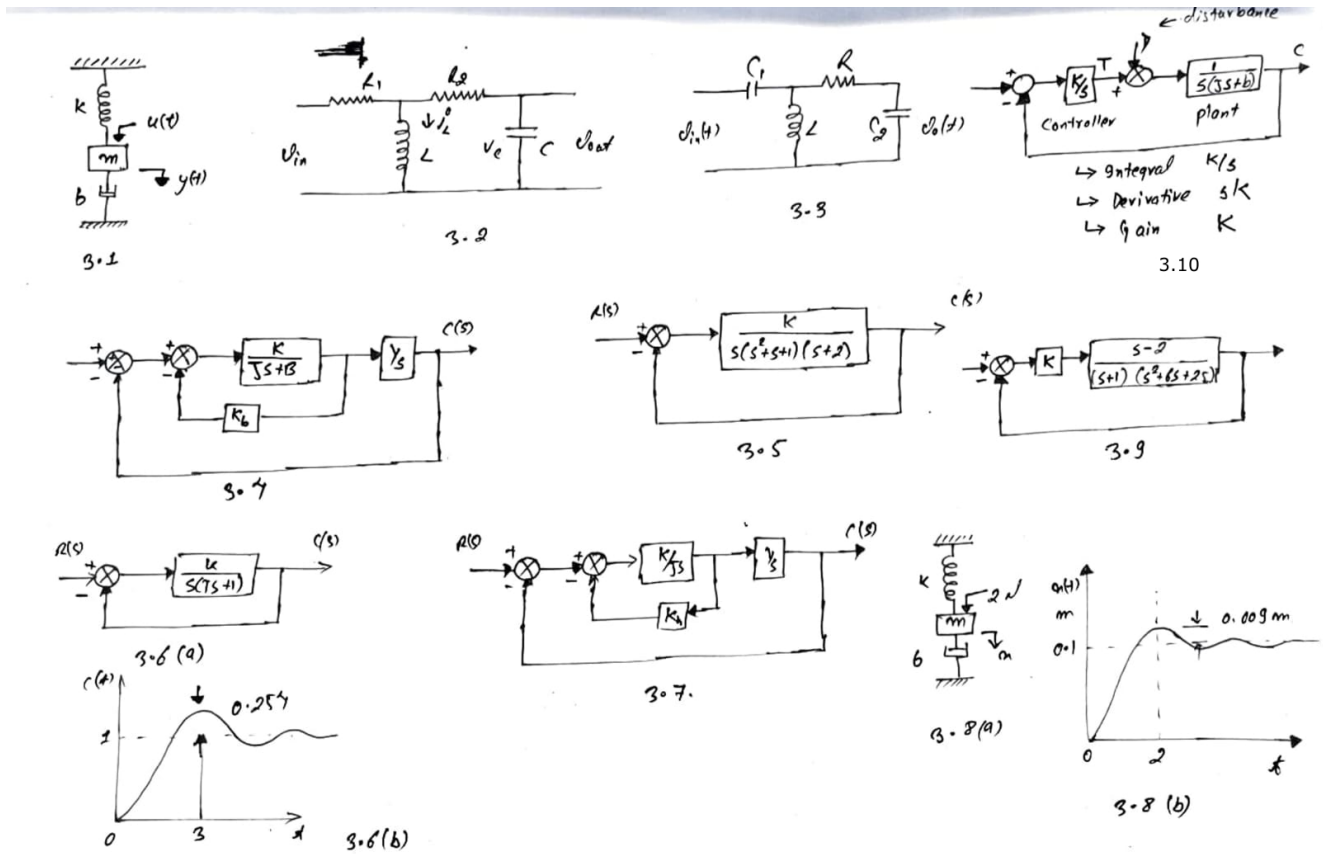 ← disturbance
K
u(t)
m
y(t)
b
3.1
R1
R2
iL
Vin
L
Vc
C
Vout
3.2
C1
R
Vin(t)
L
C2
Vo(t)
3.3
+
-
K/s
T
+
D
1
s(Js+b)
C
Controller
plant
↳ Integral K/s
↳ Derivative sK
↳ Gain K
3.10
+
-
+
-
K
Js+B
1/s
C(s)
Kb
3.4
R(s)
+
-
K
s(s²+s+1)(s+2)
C(s)
3.5
+
-
K
s-2
(s+1)(s²+6s+25)
3.9
R(s)
+
-
K
s(Ts+1)
C(s)
3.6(a)
C(t)
0.254
1
0
3
t
3.6(b)
R(s)
+
-
+
-
K/Js
1/s
C(s)
Kh
3.7.
K
2N
m
b
x
3.8(a)
x(t)
m
0.1
0.009m
0
2
t
3.8(b)